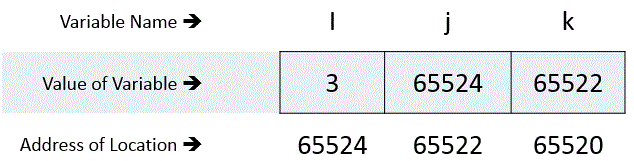 Variable Name → l j k
Value of Variable → 3 65524 65522
Address of Location → 65524 65522 65520